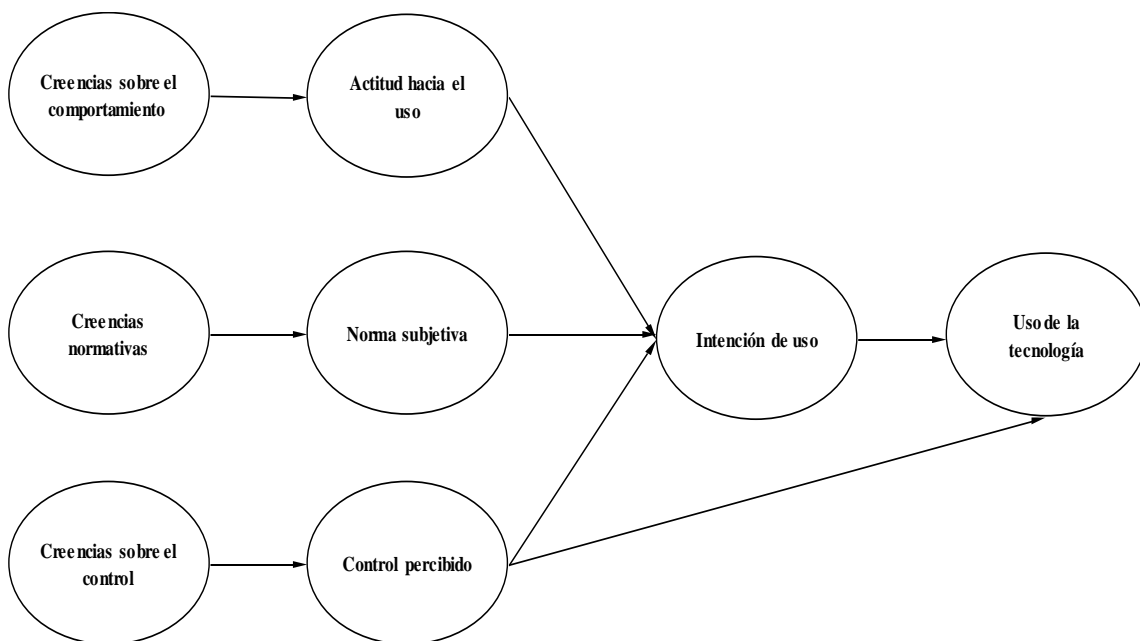 Creencias sobre el
comportamiento
Actitud hacia el
uso
Creencias
normativas
Norma subjetiva
Intención de uso
Uso de la
tecnología
Creencias sobre el
control
Control percibido